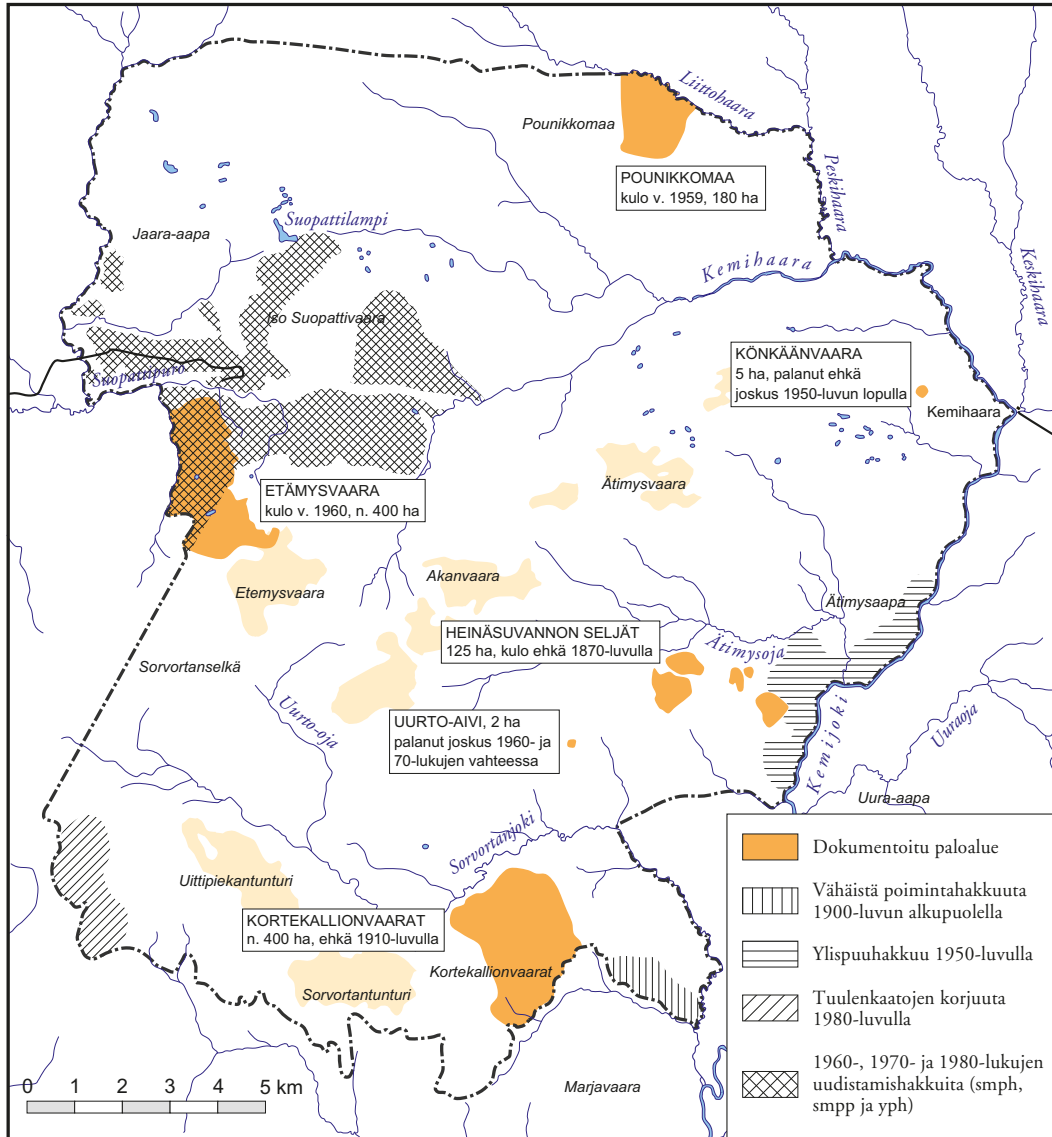 Liittohaara
Pounikkomaa
POUNIKKOMAA
kulo v. 1959, 180 ha
Peskihaara
Keskihaara
Jaara-aapa
Suopattilampi
Kemihaara
Iso Suopattivaara
Suopattipuro
KÖNKÄÄNVAARA
5 ha, palanut ehkä
joskus 1950-luvun lopulla
Kemihaara
ETÄMYSVAARA
kulo v. 1960, n. 400 ha
Ätimysvaara
Etemysvaara
Akanvaara
Ätimysaapa
HEINÄSUVANNON SELJÄT
125 ha, kulo ehkä 1870-luvulla
Ätimysoja
Sorvortanselkä
Uurto-oja
UURTO-AIVI, 2 ha
palanut joskus 1960- ja
70-lukujen vahteessa
Kemijoki
Uuraoja
Uura-aapa
Sorvortanjoki
Uittipiekantunturi
KORTEKALLIONVAARAT
n. 400 ha, ehkä 1910-luvulla
Kortekallionvaarat
Sorvortantunturi
Marjavaara
Dokumentoitu paloalue
Vähäistä poimintahakkuuta
1900-luvun alkupuolella
Ylispuuhakkuu 1950-luvulla
Tuulenkaatojen korjuuta
1980-luvulla
1960-, 1970- ja 1980-lukujen
uudistamishakkuita (smph,
smpp ja yph)
0 1 2 3 4 5 km